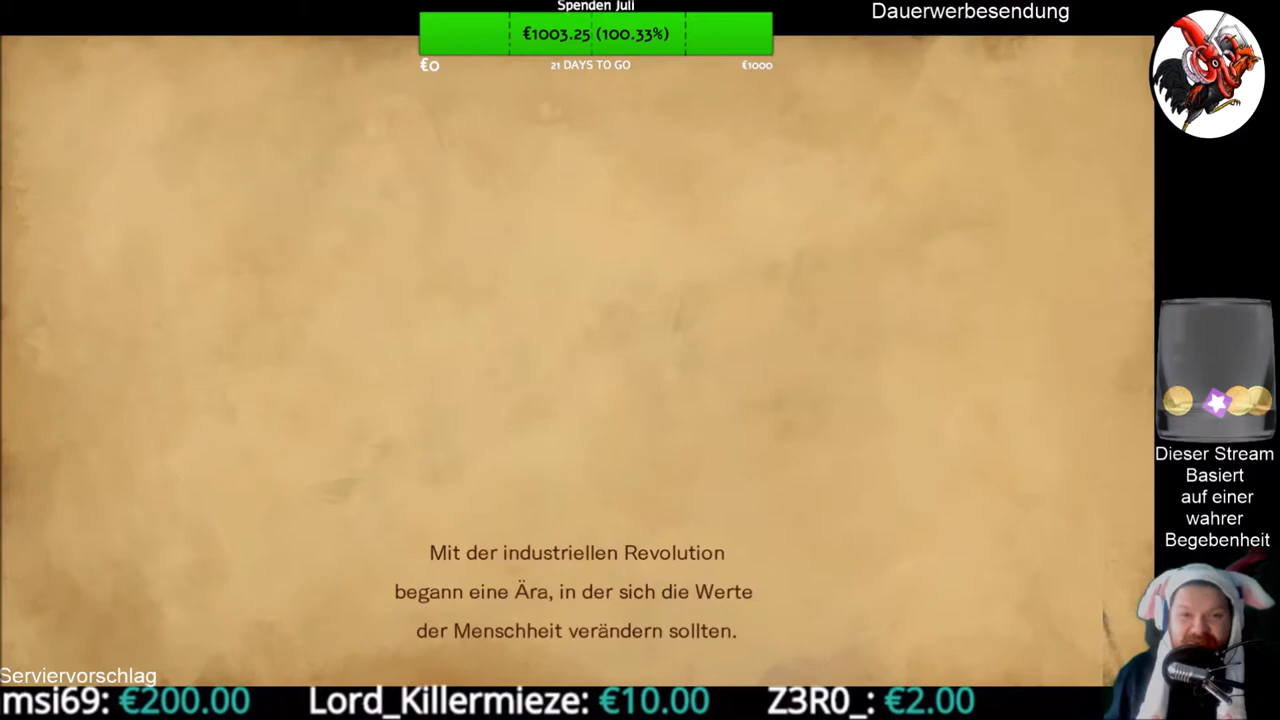 Spenden Juli
Dauerwerbesendung
€1003.25 (100.33%)
€0
21 DAYS TO GO
€1000
Dieser Stream
Basiert
auf einer
wahrer
Begebenheit
Mit der industriellen Revolution
begann eine Ära, in der sich die Werte
der Menschheit verändern sollten.
Serviervorschlag
msi69: €200.00 Lord_Killermieze: €10.00 Z3R0_: €2.00